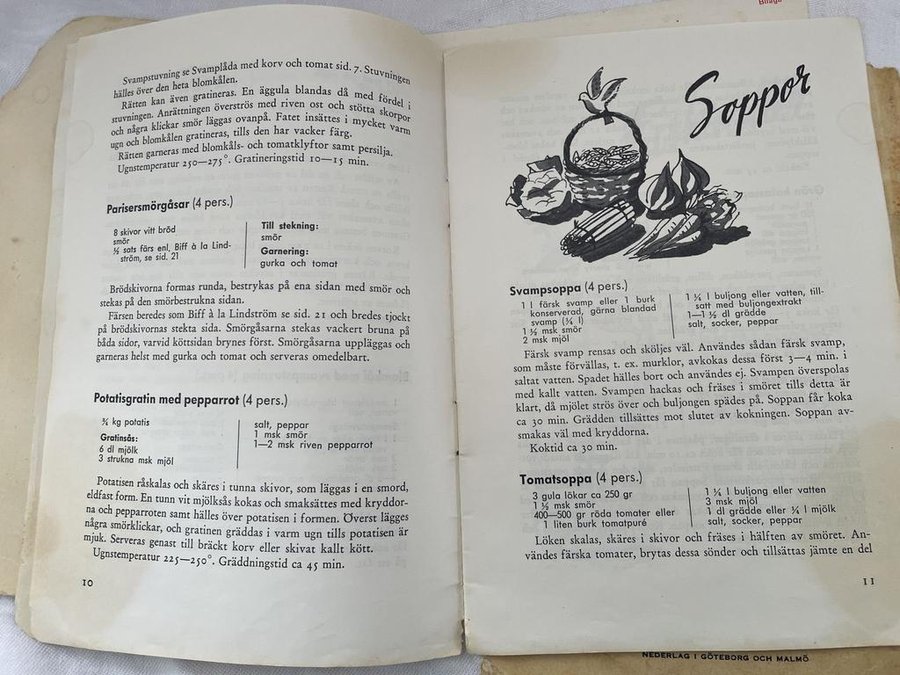 Svampstuvning se Svamplåda med korv och tomat sid. 7. Stuvningen
hälles över den heta blomkålen.
Rätten kan även gratineras. En äggula blandas då med fördel i
stuvningen. Anrättningen överströs med riven ost och stötta skorpor
och några klickar smör läggas ovanpå. Fatet insättes i mycket varm
ugn och blomkålen gratineras, tills den har vacker färg.
Rätten garneras med blomkåls- och tomatklyftor samt persilja.
Ugnstemperatur 250—275°. Gratineringstid 10—15 min.
Parisersmörgåsar (4 pers.)
8 skivor vitt bröd
smör
½ sats färs enl. Biff à la Lind-
ström, se sid. 21
Till stekning:
smör
Garnering:
gurka och tomat
Brödskivorna formas runda, bestrykas på ena sidan med smör och
stekas på den smörbestrukna sidan.
Färsen beredes som Biff à la Lindström se sid. 21 och bredes tjockt
på brödskivornas stekta sida. Smörgåsarna stekas vackert bruna på
båda sidor, varvid köttsidan brynes först. Smörgåsarna uppläggas och
garneras helst med gurka och tomat och serveras omedelbart.
Potatisgratin med pepparrot (4 pers.)
¾ kg potatis
Gratinsås:
6 dl mjölk
3 strukna msk mjöl
salt, peppar
1 msk smör
1—2 msk riven pepparrot
Potatisen råskalas och skäres i tunna skivor, som läggas i en smord,
eldfast form. En tunn vit mjölksås kokas och smaksättes med kryddor-
na och pepparroten samt hälles över potatisen i formen. Överst lägges
några smörklickar, och gratinen gräddas i varm ugn tills potatisen är
mjuk. Serveras genast till bräckt korv eller skivat kallt kött.
Ugnstemperatur 225—250°. Gräddningstid ca 45 min.
10
Soppor
Svampsoppa (4 pers.)
1 l färsk svamp eller 1 burk
konserverad, gärna blandad
svamp (¼ l)
1 ½ msk smör
2 msk mjöl
1 ¼ l buljong eller vatten, till-
satt med buljongextrakt
1—1 ½ dl grädde
salt, peppar
Färsk svamp rensas och sköljes väl. Användes sådan färsk svamp,
som måste förvällas, t. ex. murklor, avkokas dessa först 3—4 min. i
saltat vatten. Spadet hälles bort och användes ej. Svampen överspolas
med kallt vatten. Svampen hackas och fräses i smöret tills detta är
klart, då mjölet strös över och buljongen spädes på. Soppan får koka
ca 30 min. Grädden tillsättes mot slutet av kokningen. Soppan av-
smakas väl med kryddorna.
Koktid ca 30 min.
Tomatsoppa (4 pers.)
3 gula lökar ca 250 gr
1 ½ msk smör
400—500 gr röda tomater eller
1 liten burk tomatpuré
1 ¼ l buljong eller vatten
3 msk mjöl
1 dl grädde eller ¼ l mjölk
salt, socker, peppar
Löken skalas, skäres i skivor och fräses i hälften av smöret. An-
vändes färska tomater, brytas dessa sönder och tillsättas jämte en del
11
NEDERLAG I GÖTEBORG OCH MALMÖ